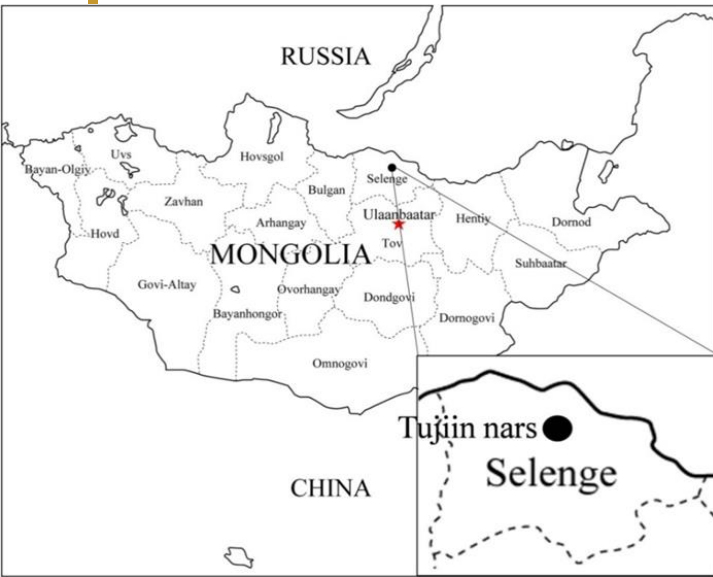 RUSSIA
Uvs
Hovsgol
Bayan-Olgiy
Selenge
Bulgan
Zavhan
Ulaanbaatar
Hentiy
Dornod
Arhangay
Hovd
Tov
MONGOLIA
Suhbaatar
Govi-Altay
Ovorhangay
Dondgovi
Bayanhongor
Dornogovi
Omnogovi
Tujiin nars
Selenge
CHINA